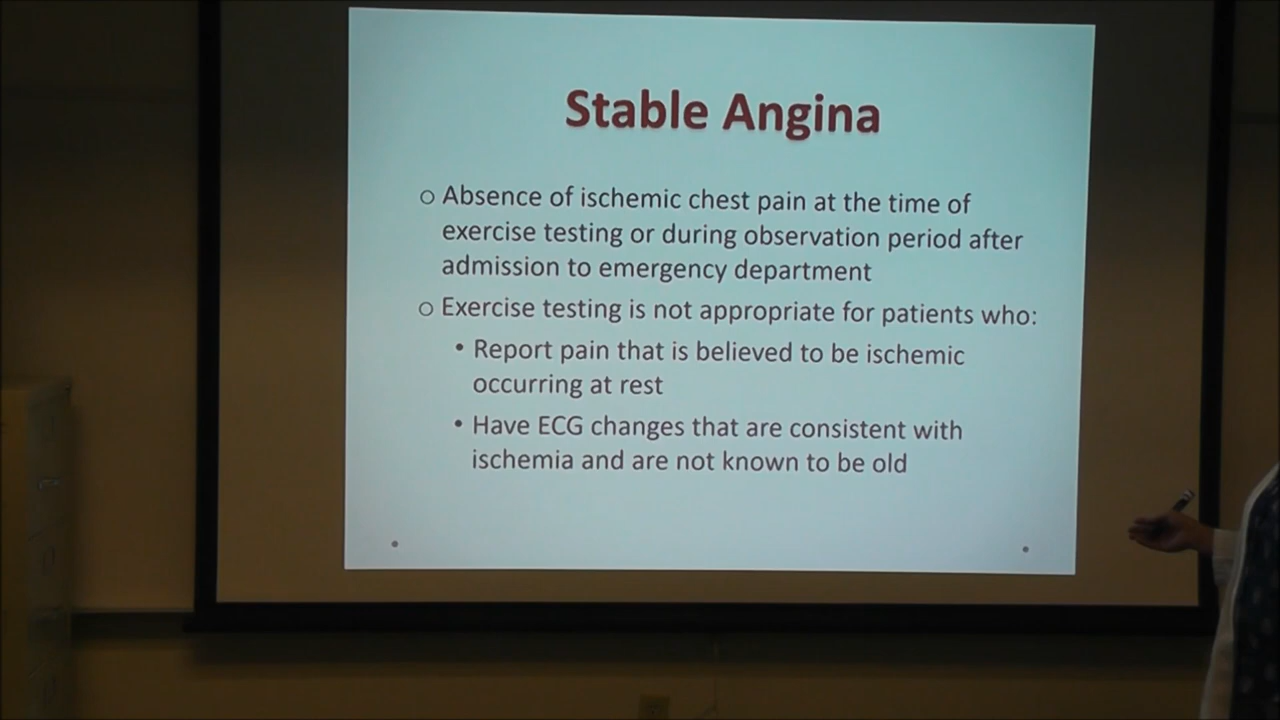 Stable Angina
o Absence of ischemic chest pain at the time of
exercise testing or during observation period after
admission to emergency department
o Exercise testing is not appropriate for patients who:
• Report pain that is believed to be ischemic
occurring at rest
• Have ECG changes that are consistent with
ischemia and are not known to be old